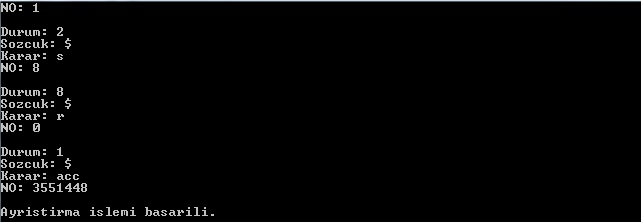 NO: 1
Durum: 2
Sozcuk: $
Karar: s
NO: 8
Durum: 8
Sozcuk: $
Karar: r
NO: 0
Durum: 1
Sozcuk: $
Karar: acc
NO: 3551448
Ayristirma islemi basarili.